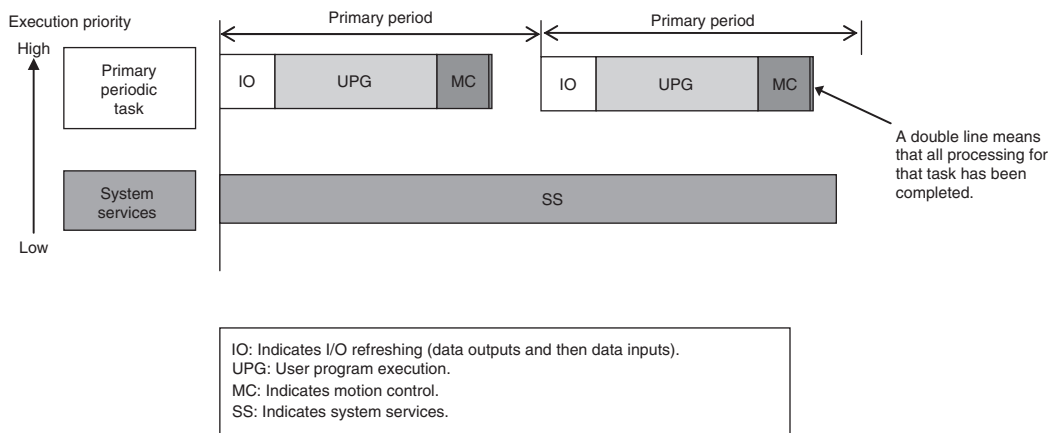 Execution priority
High
Low
Primary period
Primary period
Primary
periodic
task
IO
UPG
MC
IO
UPG
MC
A double line means
that all processing for
that task has been
completed.
System
services
SS
IO: Indicates I/O refreshing (data outputs and then data inputs).
UPG: User program execution.
MC: Indicates motion control.
SS: Indicates system services.